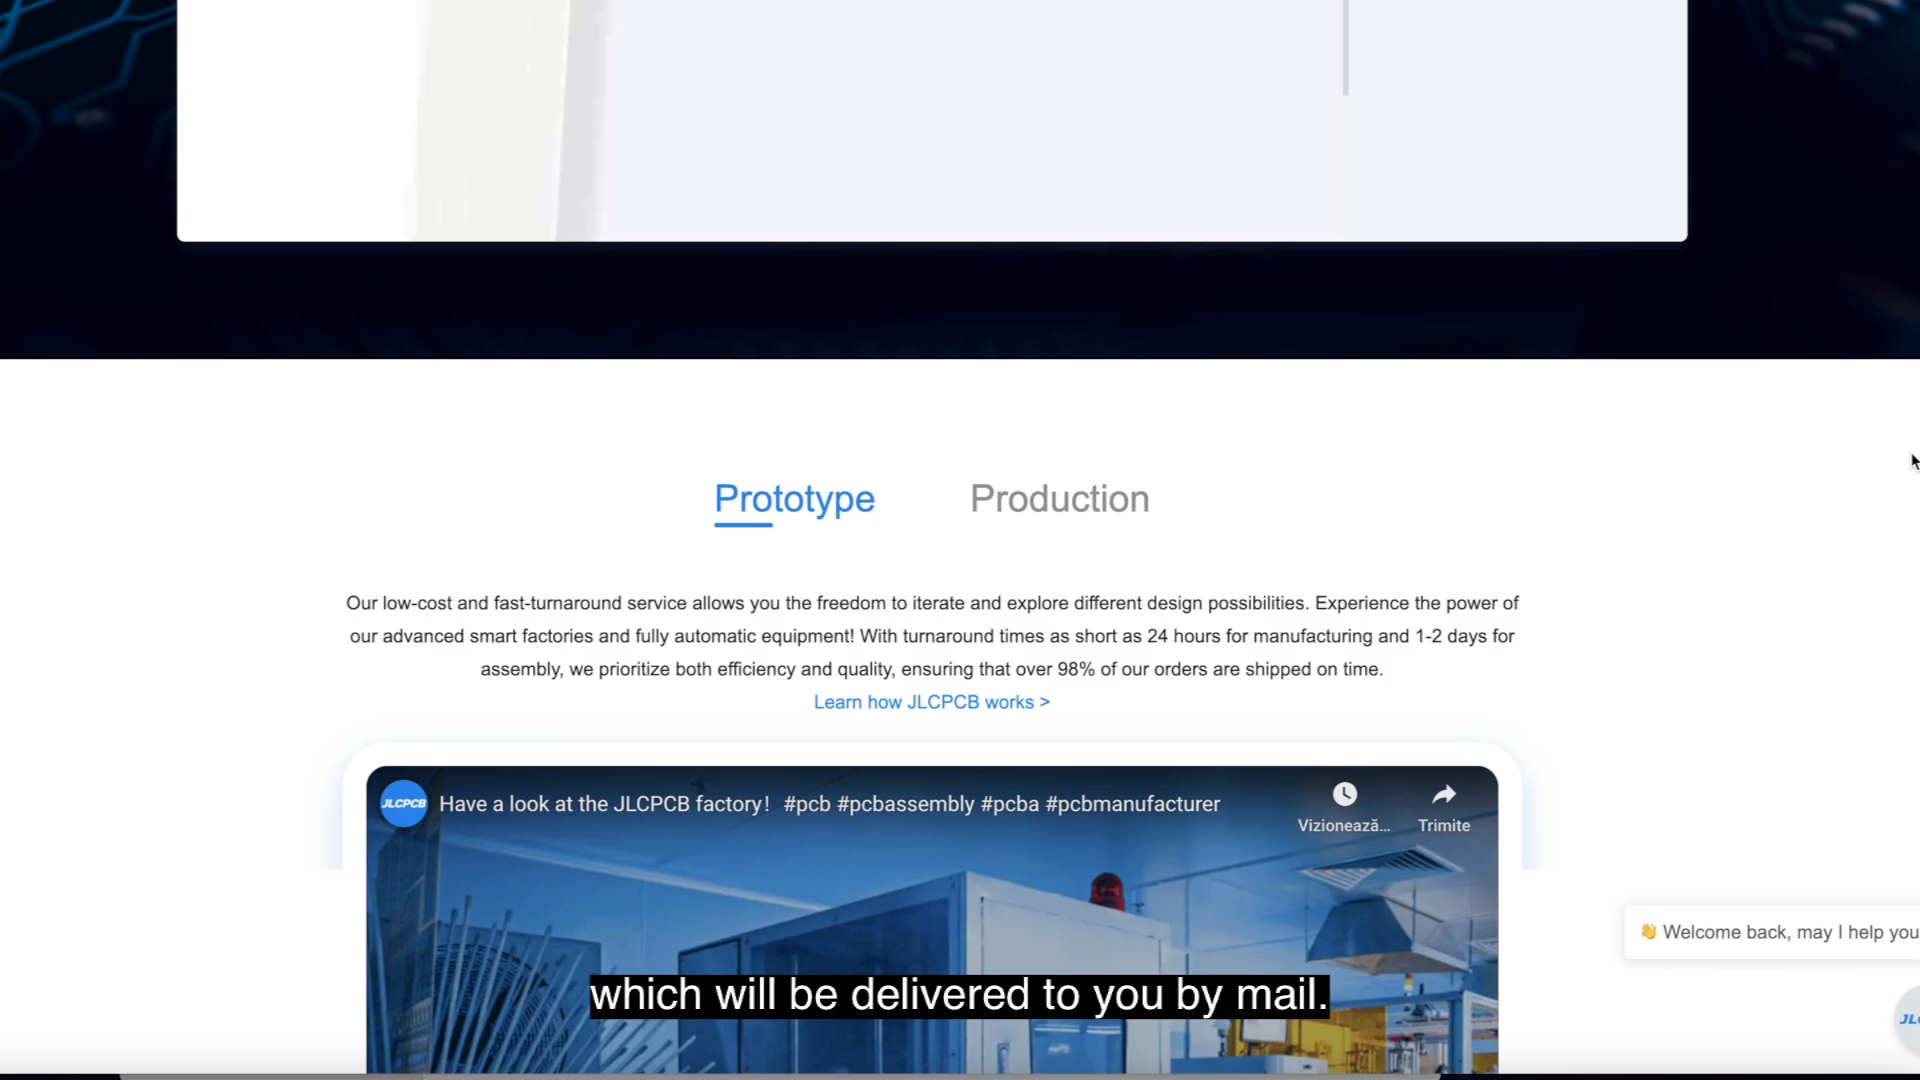 Prototype Production
Our low-cost and fast-turnaround service allows you the freedom to iterate and explore different design possibilities. Experience the power of
our advanced smart factories and fully automatic equipment! With turnaround times as short as 24 hours for manufacturing and 1-2 days for
assembly, we prioritize both efficiency and quality, ensuring that over 98% of our orders are shipped on time.
Learn how JLCPCB works >
JLCPCB Have a look at the JLCPCB factory! #pcb #pcbassembly #pcba #pcbmanufacturer
Vizionează... Trimite
👋 Welcome back, may I help you
which will be delivered to you by mail.